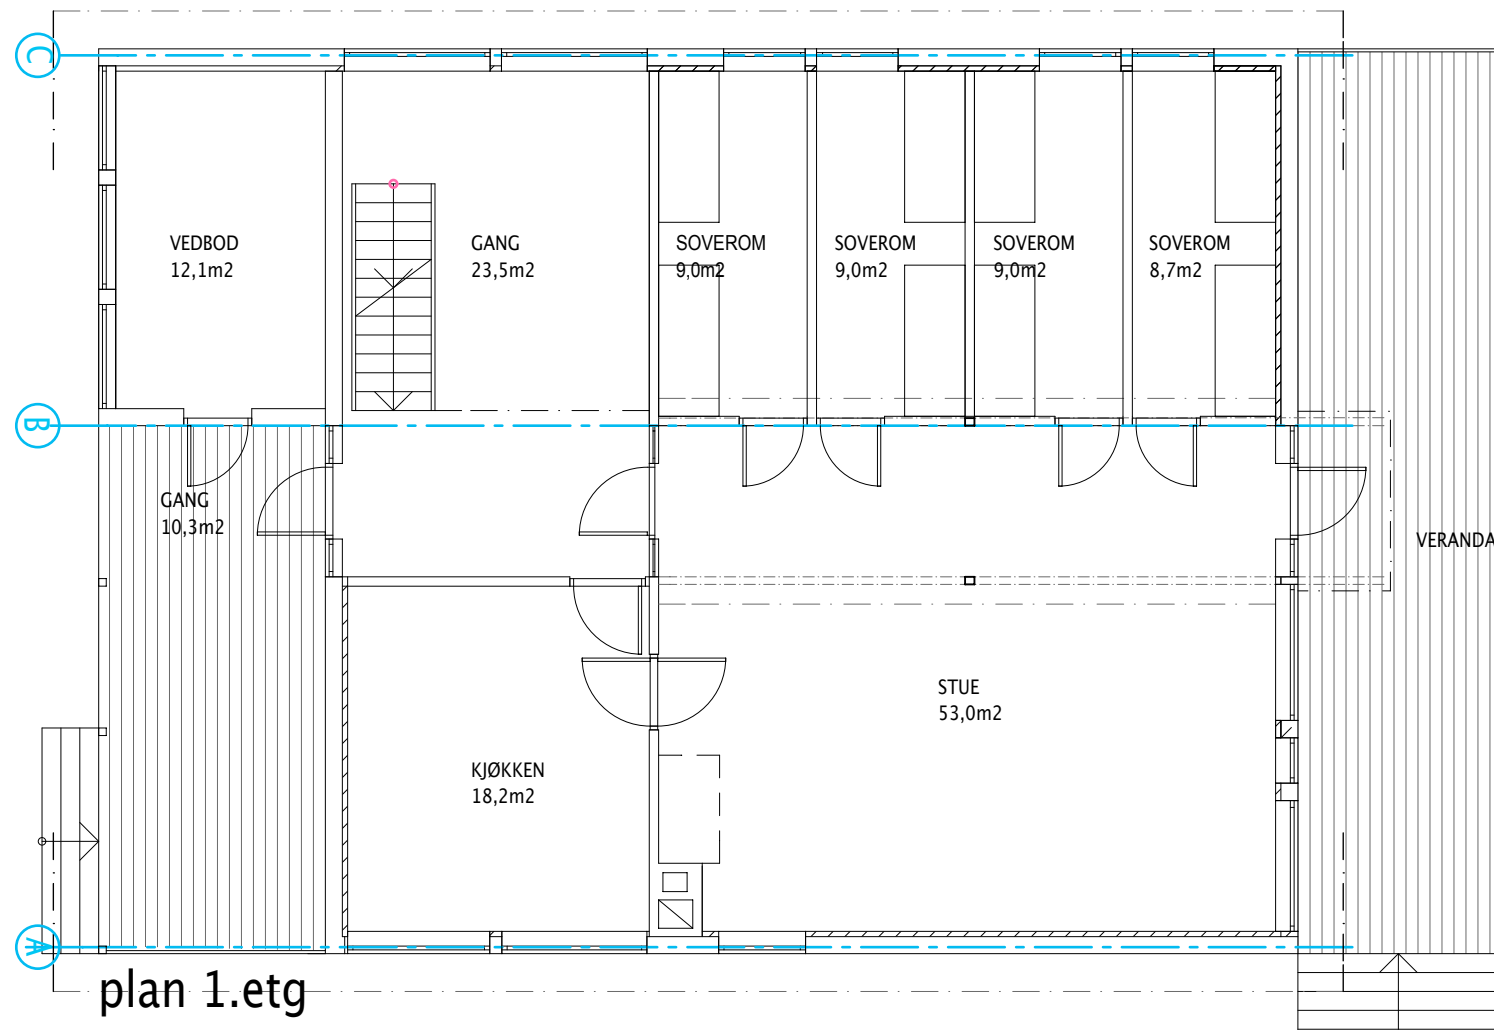 C
VEDBOD
12,1m2
GANG
23,5m2
SOVEROM
9,0m2
SOVEROM
9,0m2
SOVEROM
9,0m2
SOVEROM
8,7m2
B
GANG
10,3m2
VERANDA
STUE
53,0m2
KJØKKEN
18,2m2
A
plan 1.etg